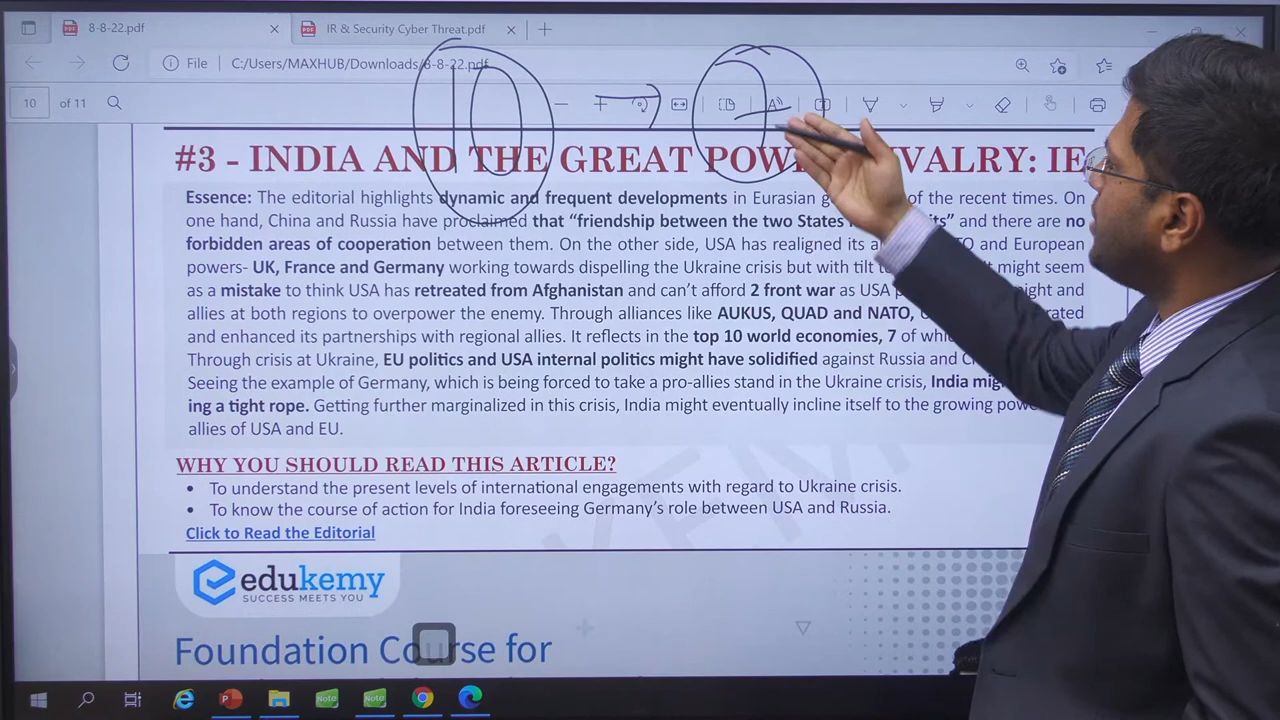 8-8-22.pdf
IR & Security Cyber Threat.pdf
File C:/Users/MAXHUB/Downloads/8-8-22.pdf
10 of 11
10 → 7
#3 - INDIA AND THE GREAT POWER RIVALRY: IE
Essence: The editorial highlights dynamic and frequent developments in Eurasian of the recent times. On
one hand, China and Russia have proclaimed that “friendship between the two States and there are no
forbidden areas of cooperation between them. On the other side, USA has realigned its and European
powers- UK, France and Germany working towards dispelling the Ukraine crisis but with tilt might seem
as a mistake to think USA has retreated from Afghanistan and can’t afford 2 front war as USA might and
allies at both regions to overpower the enemy. Through alliances like AUKUS, QUAD and NATO,
and enhanced its partnerships with regional allies. It reflects in the top 10 world economies, 7 of
Through crisis at Ukraine, EU politics and USA internal politics might have solidified against Russia and
Seeing the example of Germany, which is being forced to take a pro-allies stand in the Ukraine crisis, India
ing a tight rope. Getting further marginalized in this crisis, India might eventually incline itself to the growing
allies of USA and EU.
WHY YOU SHOULD READ THIS ARTICLE?
• To understand the present levels of international engagements with regard to Ukraine crisis.
• To know the course of action for India foreseeing Germany’s role between USA and Russia.
Click to Read the Editorial
edukemy
SUCCESS MEETS YOU
Foundation Course for